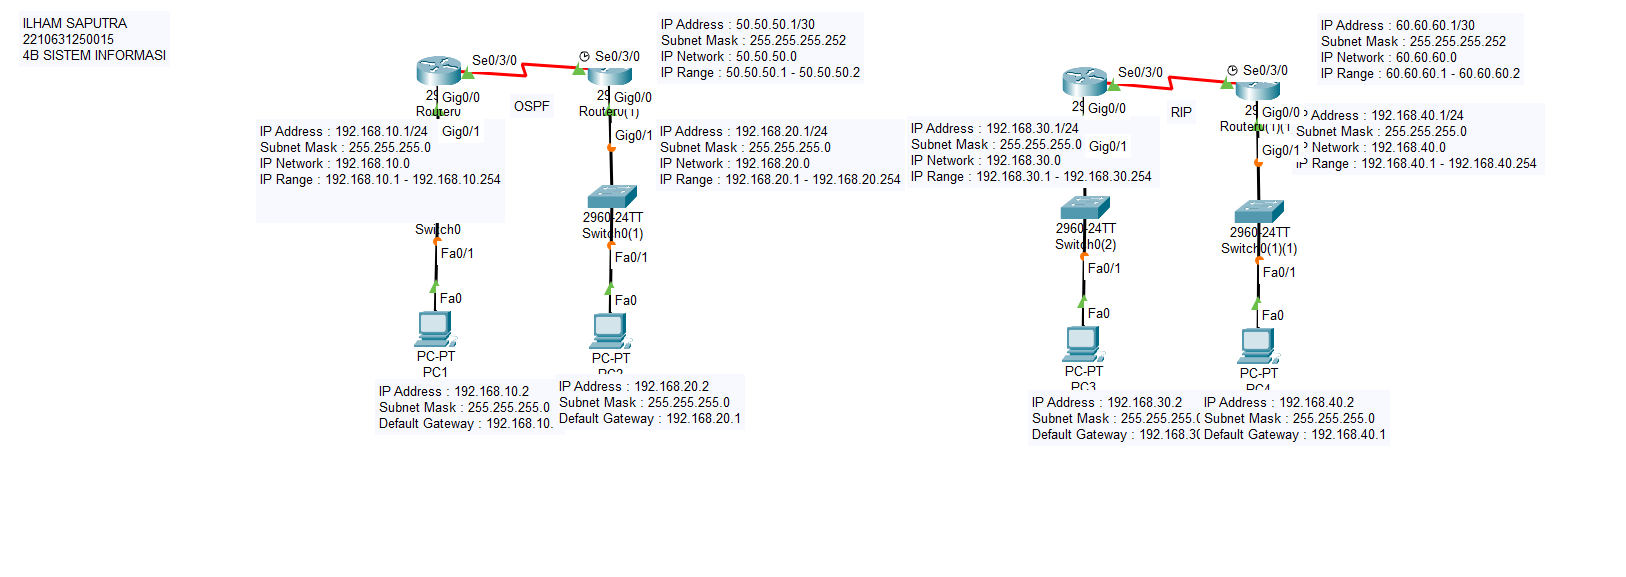 ILHAM SAPUTRA
2210631250015
4B SISTEM INFORMASI
Se0/3/0
Se0/3/0
IP Address : 50.50.50.1/30
Subnet Mask : 255.255.255.252
IP Network : 50.50.50.0
IP Range : 50.50.50.1 - 50.50.50.2
29
Gig0/0
Router0
OSPF
29
Gig0/0
Router0(1)
Gig0/1
Gig0/1
IP Address : 192.168.10.1/24
Subnet Mask : 255.255.255.0
IP Network : 192.168.10.0
IP Range : 192.168.10.1 - 192.168.10.254
IP Address : 192.168.20.1/24
Subnet Mask : 255.255.255.0
IP Network : 192.168.20.0
IP Range : 192.168.20.1 - 192.168.20.254
Switch0
Fa0/1
Fa0
PC-PT
PC1
2960-24TT
Switch0(1)
Fa0/1
Fa0
PC-PT
PC2
IP Address : 192.168.10.2
Subnet Mask : 255.255.255.0
Default Gateway : 192.168.10.
IP Address : 192.168.20.2
Subnet Mask : 255.255.255.0
Default Gateway : 192.168.20.1
Se0/3/0
Se0/3/0
IP Address : 60.60.60.1/30
Subnet Mask : 255.255.255.252
IP Network : 60.60.60.0
IP Range : 60.60.60.1 - 60.60.60.2
29
Gig0/0
RIP
29
Gig0/0
Router0(1)(1
Gig0/1
Gig0/1
IP Address : 192.168.30.1/24
Subnet Mask : 255.255.255.0
IP Network : 192.168.30.0
IP Range : 192.168.30.1 - 192.168.30.254
Address : 192.168.40.1/24
Subnet Mask : 255.255.255.0
Network : 192.168.40.0
IP Range : 192.168.40.1 - 192.168.40.254
2960-24TT
Switch0(2)
Fa0/1
Fa0
PC-PT
PC3
2960-24TT
Switch0(1)(1)
Fa0/1
Fa0
PC-PT
PC4
IP Address : 192.168.30.2
Subnet Mask : 255.255.255.0
Default Gateway : 192.168.30
IP Address : 192.168.40.2
Subnet Mask : 255.255.255.0
Default Gateway : 192.168.40.1